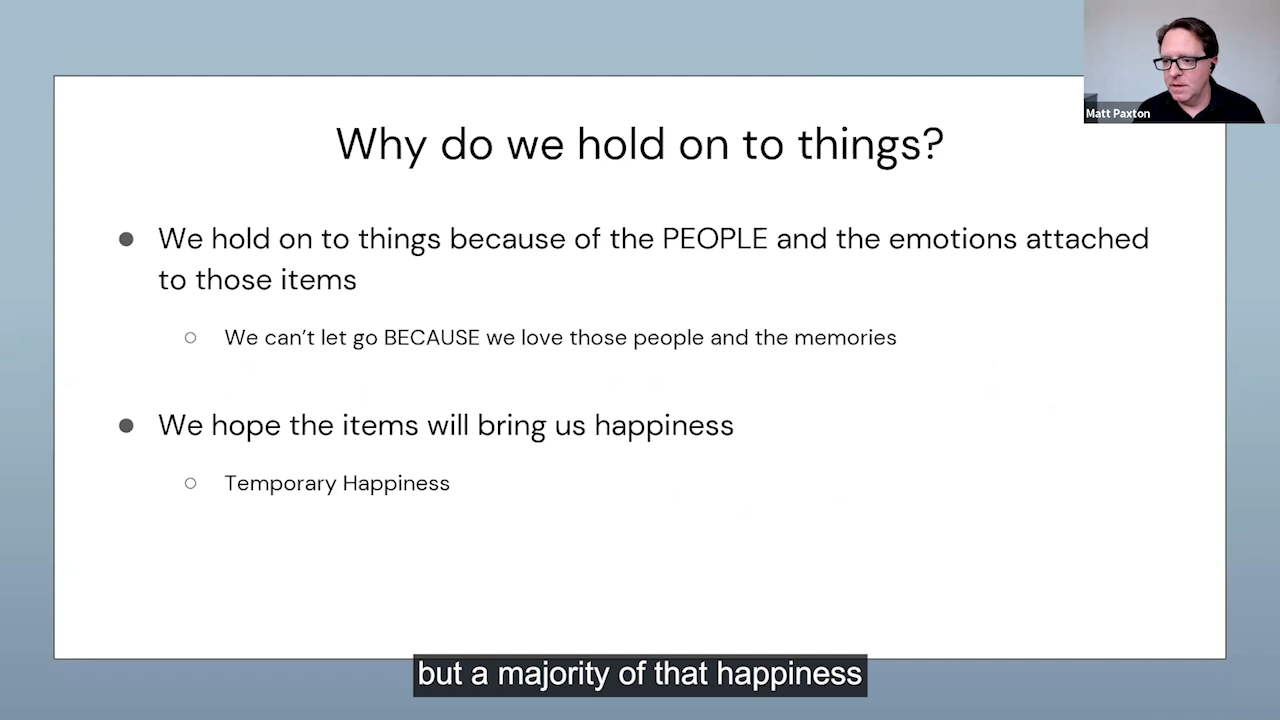 Matt Paxton
Why do we hold on to things?
● We hold on to things because of the PEOPLE and the emotions attached
to those items
○ We can’t let go BECAUSE we love those people and the memories
● We hope the items will bring us happiness
○ Temporary Happiness
but a majority of that happiness